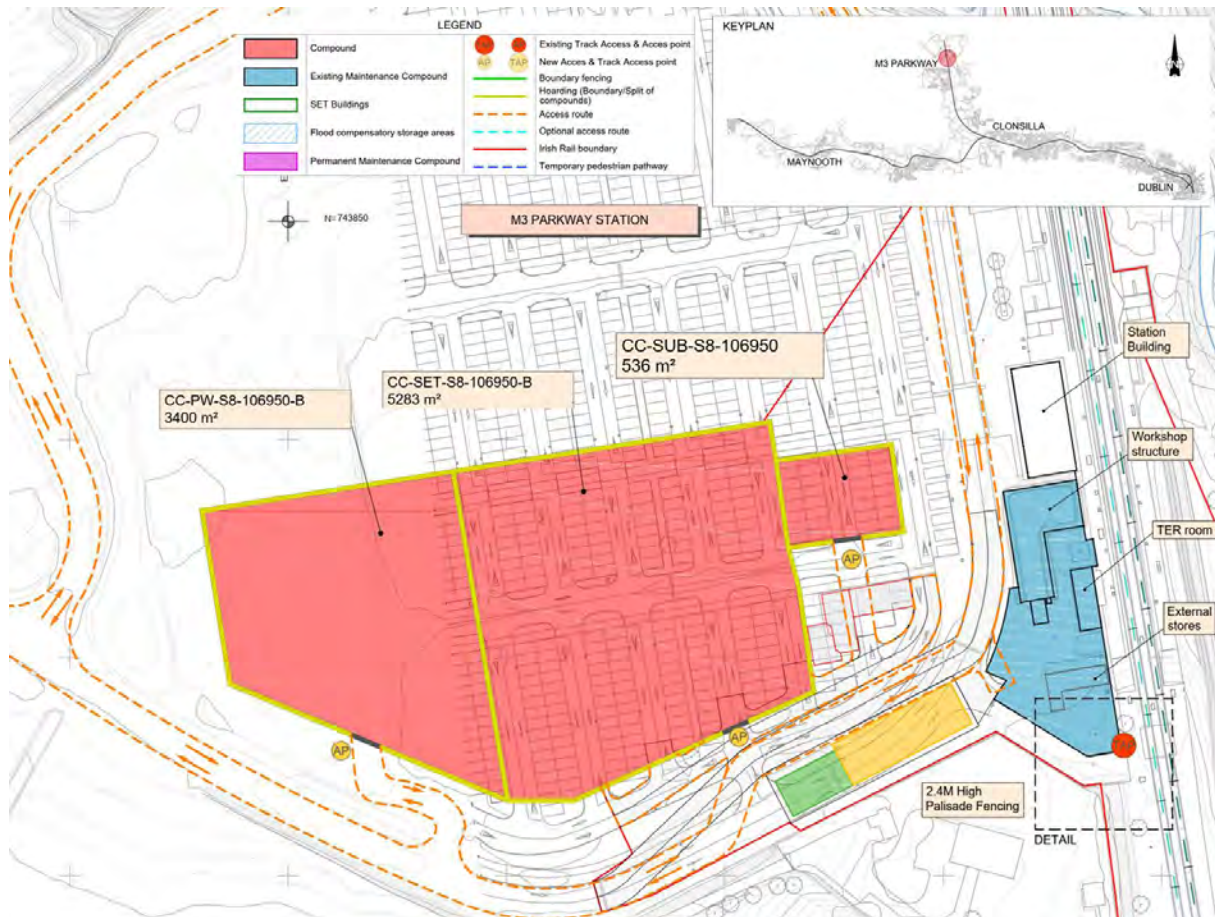 LEGEND
Compound
Existing Maintenance Compound
SET Buildings
Flood compensatory storage areas
Permanent Maintenance Compound
TAP
AP
Existing Track Access & Acces point
AP
TAP
New Acces & Track Access point
Boundary fencing
Hoarding (Boundary/Split of
compounds)
Access route
Optional access route
Irish Rail boundary
Temporary pedestrian pathway
KEYPLAN
M3 PARKWAY
CLONSILLA
MAYNOOTH
DUBLIN
N=743850
M3 PARKWAY STATION
CC-SUB-S8-106950
536 m²
CC-SET-S8-106950-B
5283 m²
CC-PW-S8-106950-B
3400 m²
Station
Building
Workshop
structure
TER room
External
stores
AP
AP
AP
TAP
2.4M High
Palisade Fencing
DETAIL